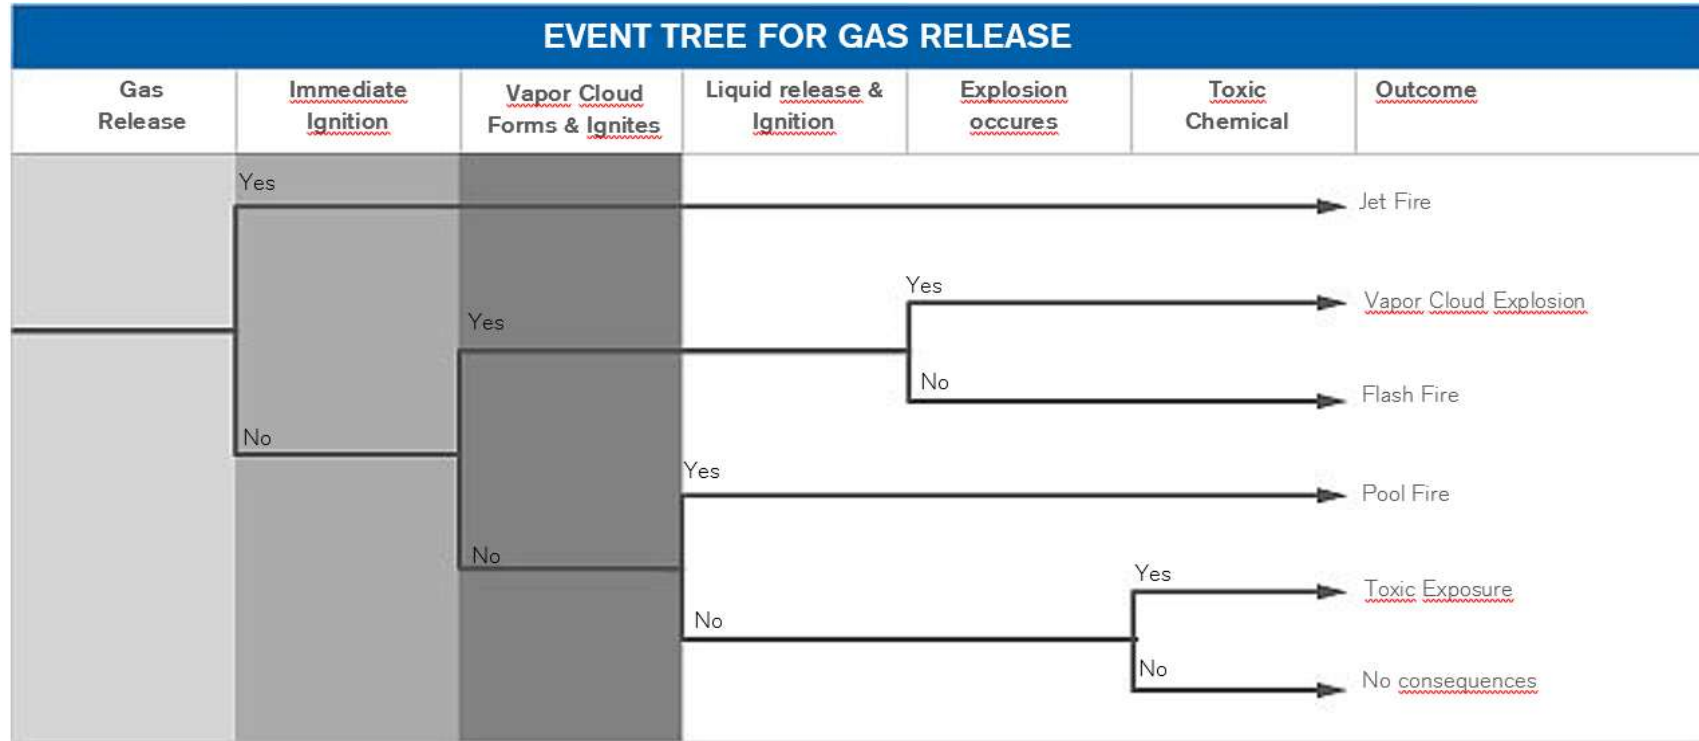 EVENT TREE FOR GAS RELEASE
Gas
Release
Immediate
Ignition
Vapor Cloud
Forms & Ignites
Liquid release &
Ignition
Explosion
occures
Toxic
Chemical
Outcome
Yes
Jet Fire
Yes
Vapor Cloud Explosion
Yes
No
Flash Fire
No
Yes
Pool Fire
No
Yes
Toxic Exposure
No
No
No consequences